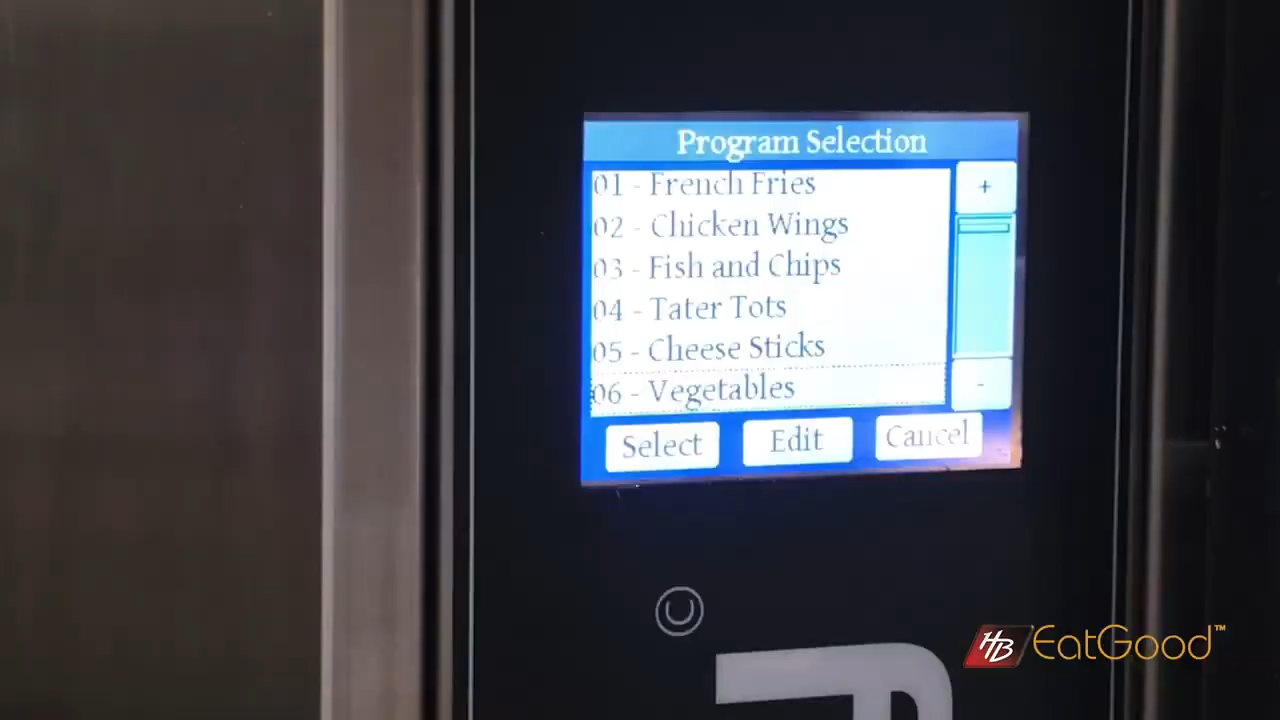 Program Selection
01 - French Fries
+
02 - Chicken Wings
03 - Fish and Chips
04 - Tater Tots
05 - Cheese Sticks
06 - Vegetables
-
Select
Edit
Cancel
HB EatGood™